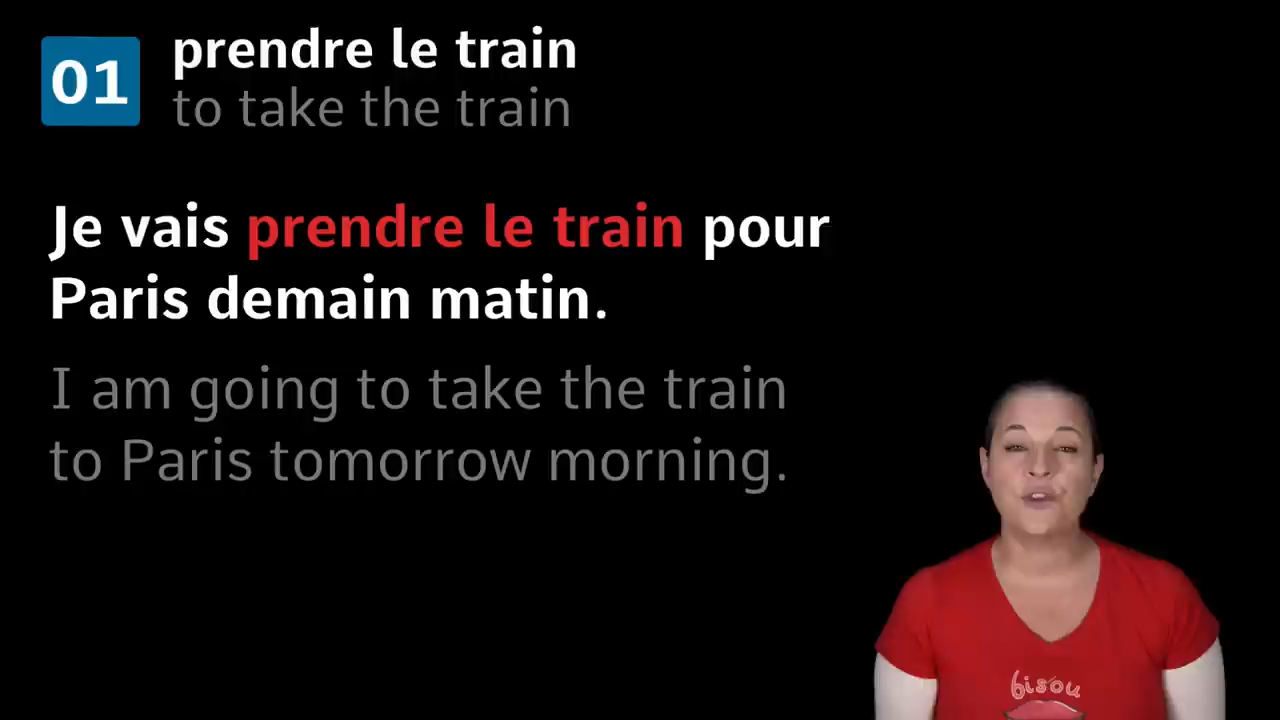 01
prendre le train
to take the train
Je vais prendre le train pour
Paris demain matin.
I am going to take the train
to Paris tomorrow morning.
bisou